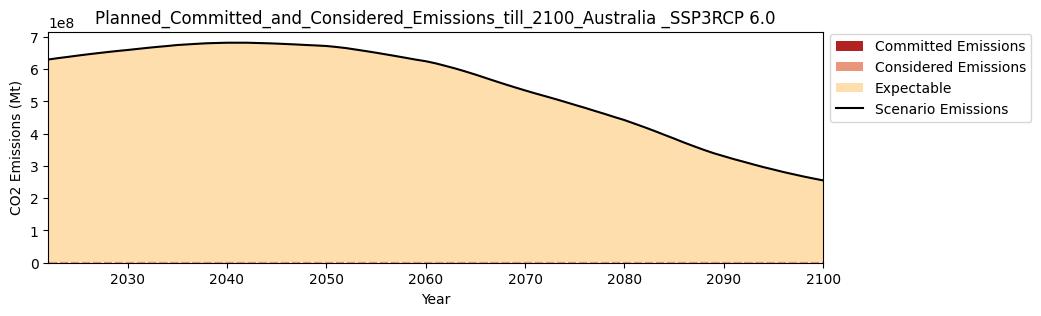 Planned_Committed_and_Considered_Emissions_till_2100_Australia _SSP3RCP 6.0
1e8
7
6
5
4
3
2
1
0
CO2 Emissions (Mt)
2030 2040 2050 2060 2070 2080 2090 2100
Year
Committed Emissions
Considered Emissions
Expectable
Scenario Emissions